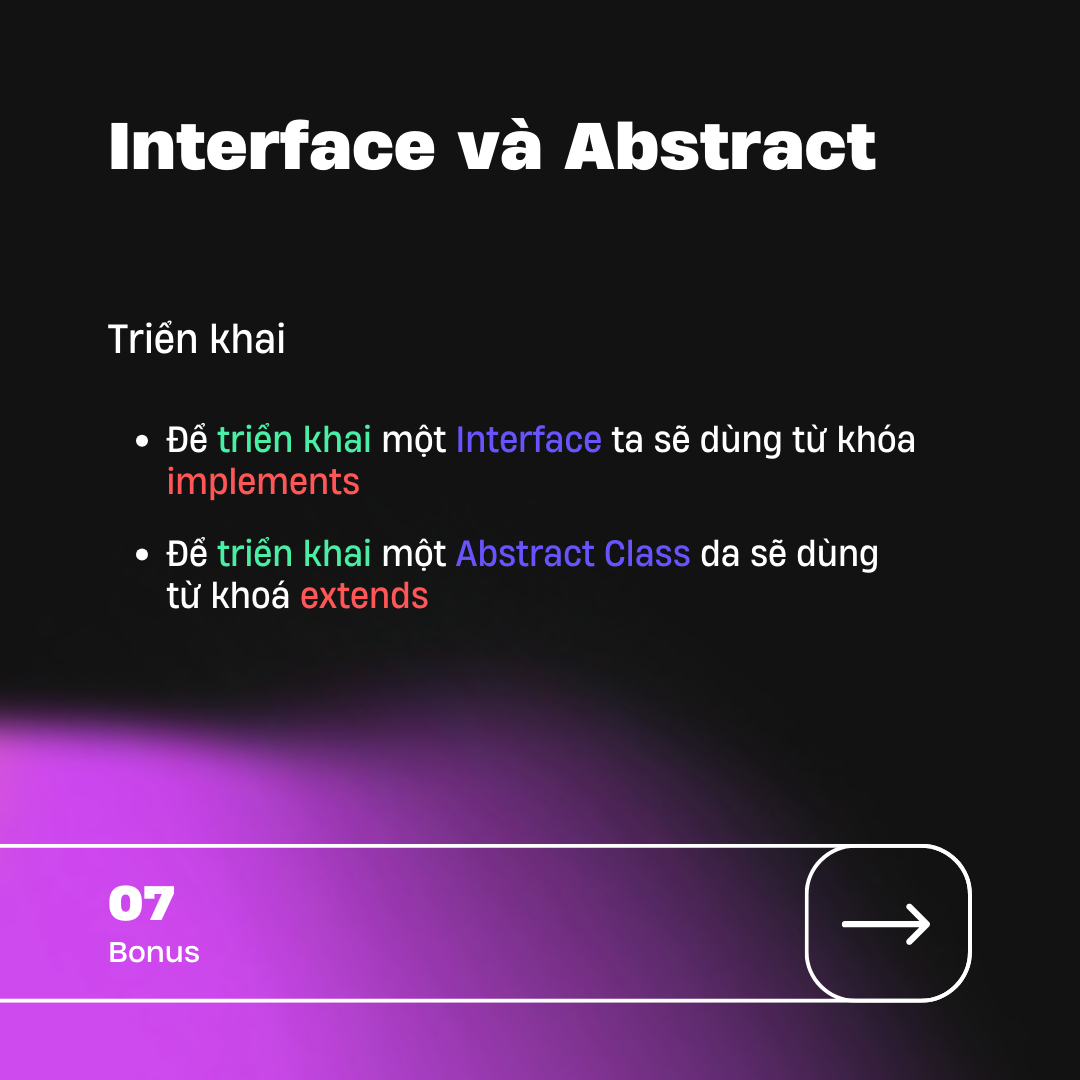 Interface và Abstract
Triển khai
• Để triển khai một Interface ta sẽ dùng từ khóa
implements
• Để triển khai một Abstract Class da sẽ dùng
từ khoá extends
07
Bonus